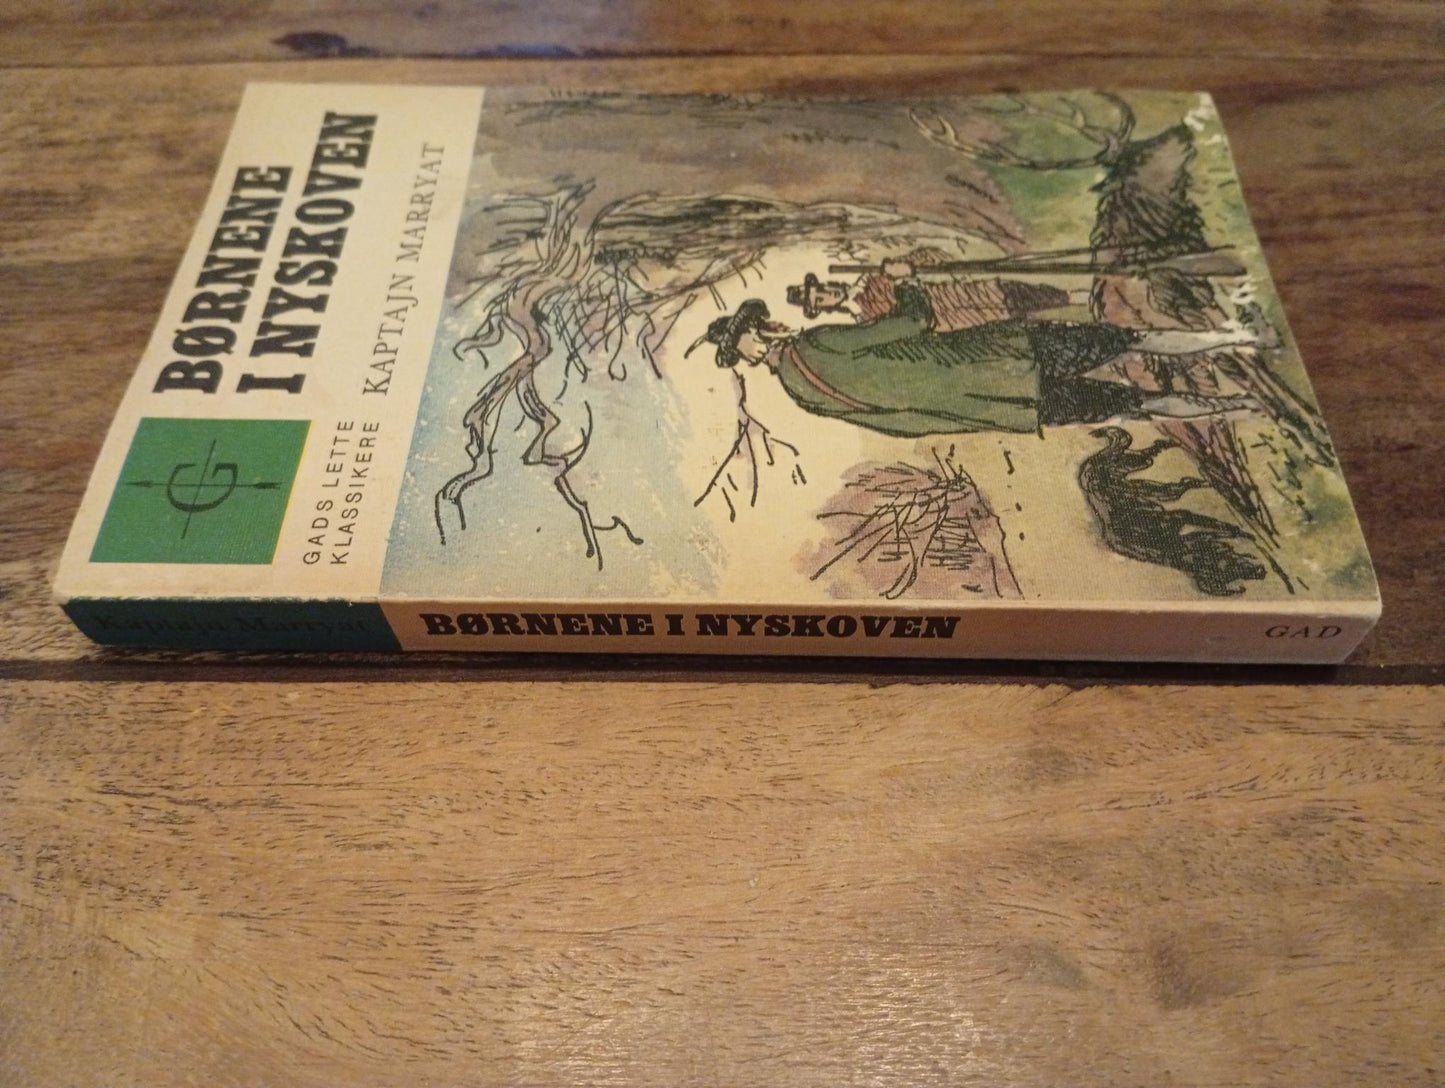 BØRNENE
I NYSKOVEN
KAPTAJN MARRYAT
G
GADS LETTE
KLASSIKERE
Kaptajn Marryat
BØRNENE I NYSKOVEN
GAD